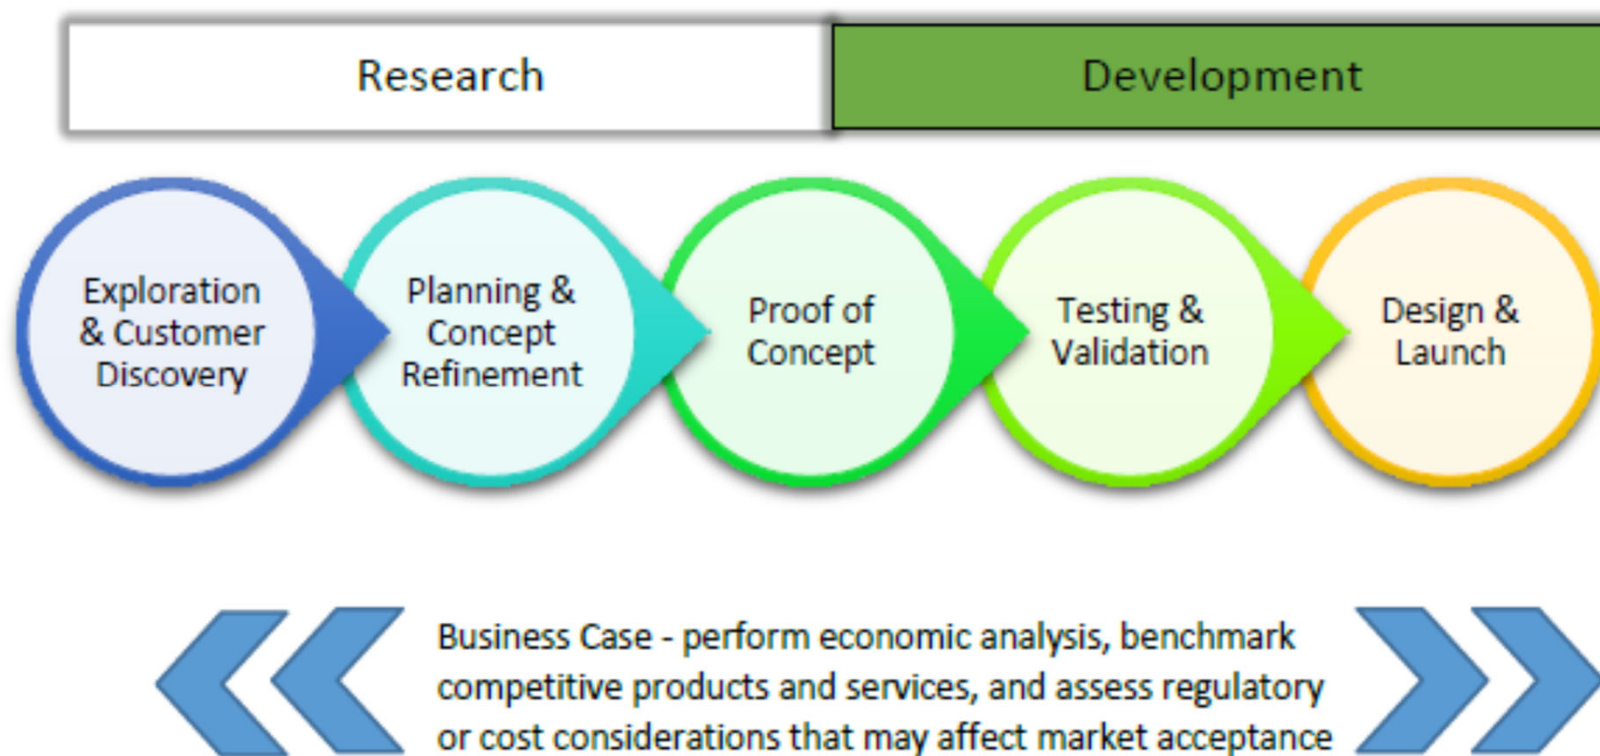 Research
Development
Exploration
& Customer
Discovery
Planning &
Concept
Refinement
Proof of
Concept
Testing &
Validation
Design &
Launch
Business Case - perform economic analysis, benchmark
competitive products and services, and assess regulatory
or cost considerations that may affect market acceptance